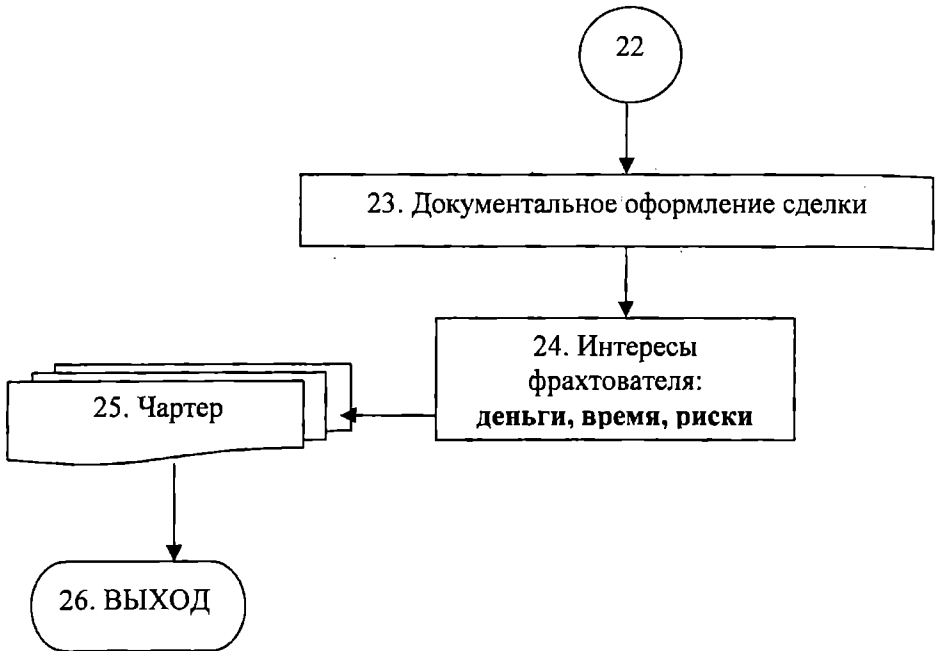 22
23. Документальное оформление сделки
24. Интересы
фрахтователя:
деньги, время, риски
25. Чартер
26. ВЫХОД